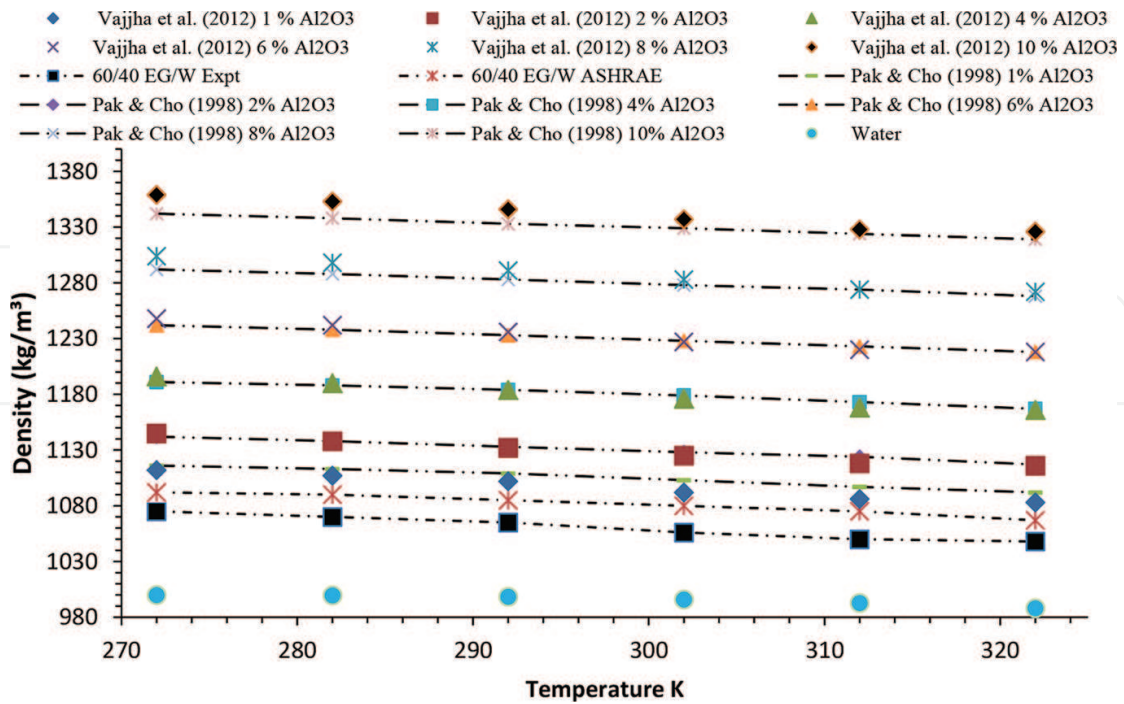 Vajjha et al. (2012) 1 % Al2O3 Vajjha et al. (2012) 2 % Al2O3 Vajjha et al. (2012) 4 % Al2O3
Vajjha et al. (2012) 6 % Al2O3 Vajjha et al. (2012) 8 % Al2O3 Vajjha et al. (2012) 10 % Al2O3
60/40 EG/W Expt 60/40 EG/W ASHRAE Pak & Cho (1998) 1% Al2O3
Pak & Cho (1998) 2% Al2O3 Pak & Cho (1998) 4% Al2O3 Pak & Cho (1998) 6% Al2O3
Pak & Cho (1998) 8% Al2O3 Pak & Cho (1998) 10% Al2O3 Water
Density (kg/m³)
1380
1330
1280
1230
1180
1130
1080
1030
980
270 280 290 300 310 320
Temperature K